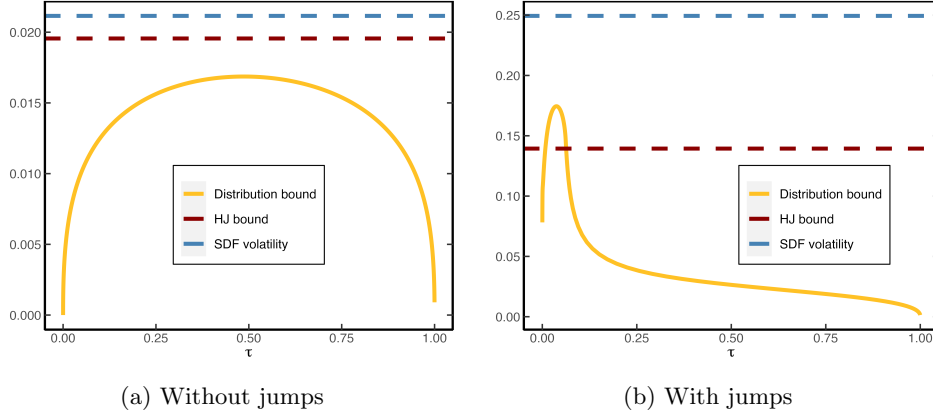 0.020
0.015
0.010
0.005
0.000
Distribution bound
HJ bound
SDF volatility
0.00
0.25
0.50
0.75
1.00
τ
(a) Without jumps
0.25
0.20
0.15
0.10
0.05
0.00
Distribution bound
HJ bound
SDF volatility
0.00
0.25
0.50
0.75
1.00
τ
(b) With jumps